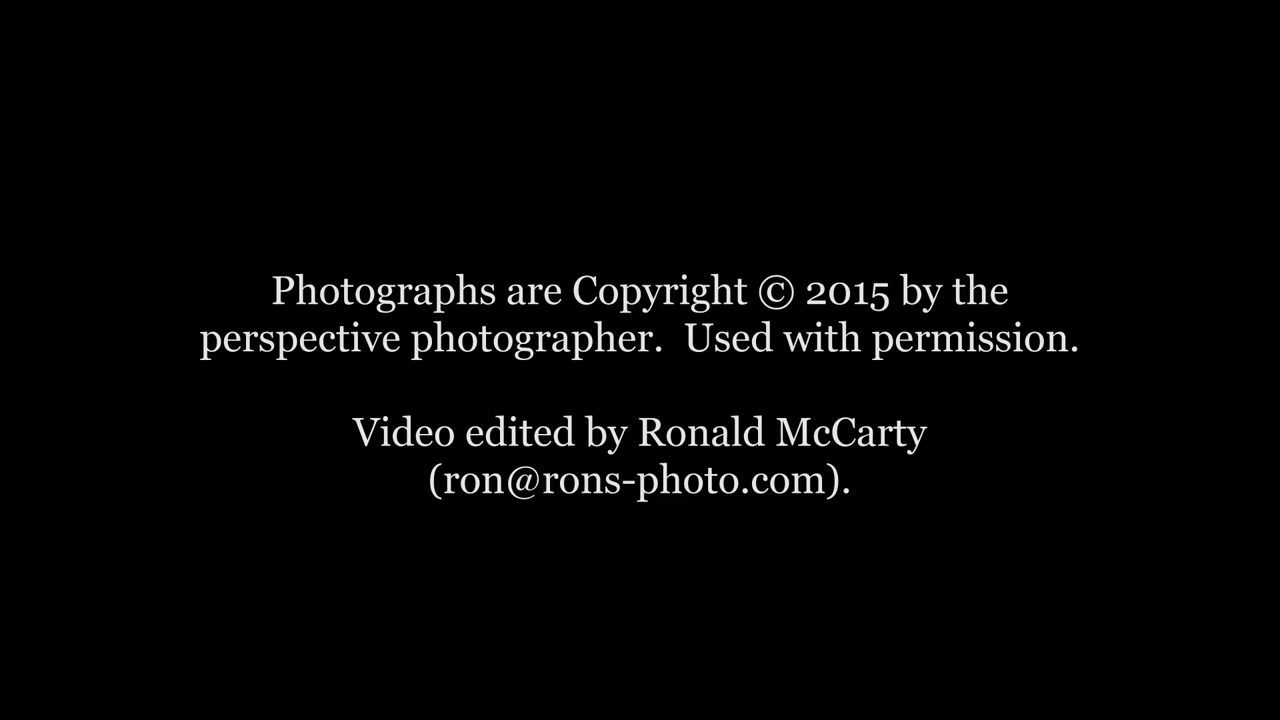 Photographs are Copyright © 2015 by the
perspective photographer.  Used with permission.
Video edited by Ronald McCarty
(ron@rons-photo.com).